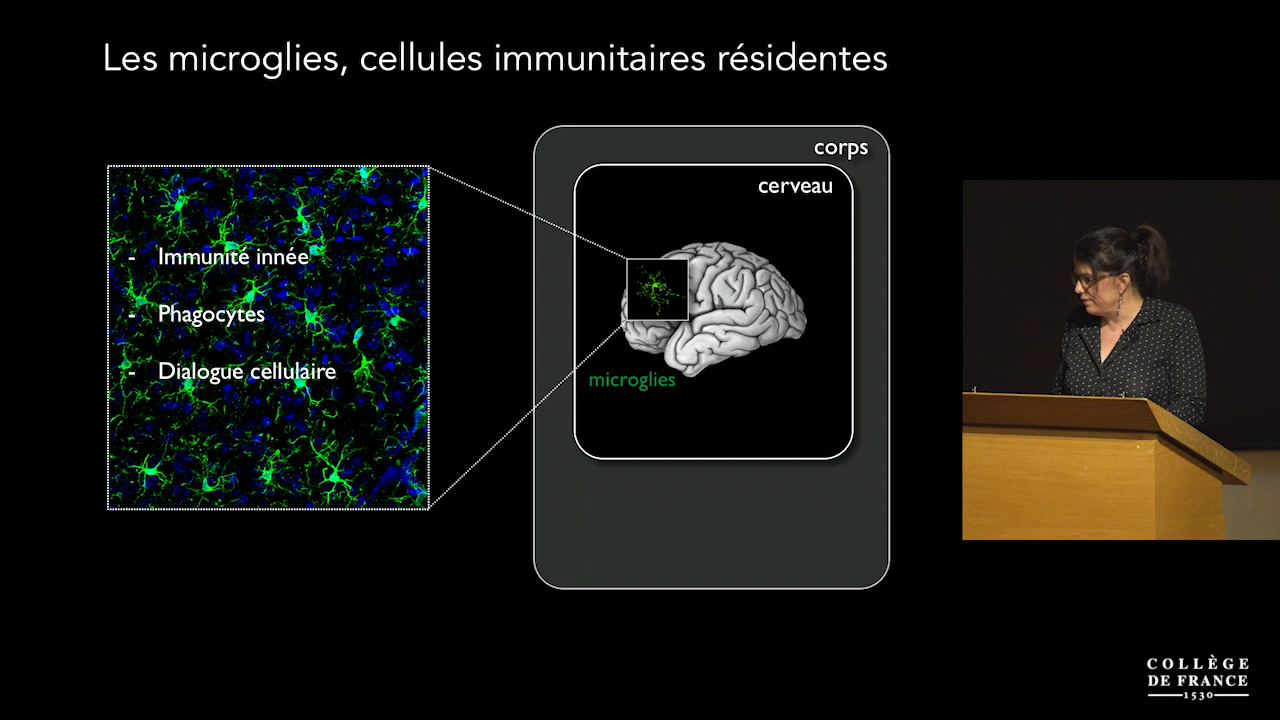 Les microglies, cellules immunitaires résidentes
- Immunité innée
- Phagocytes
- Dialogue cellulaire
corps
cerveau
microglies
COLLÈGE
DE FRANCE
1530